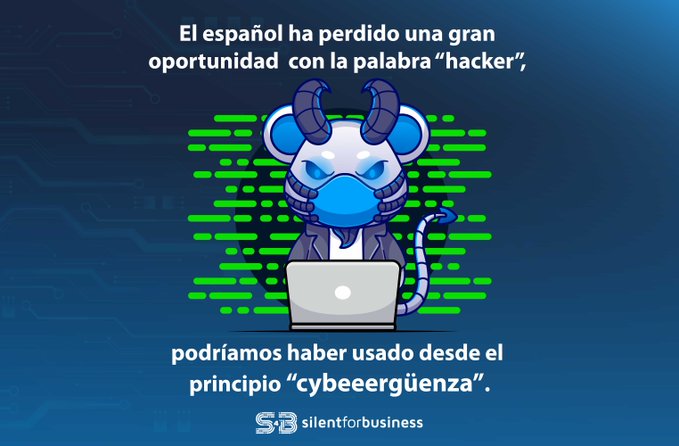 El español ha perdido una gran
oportunidad con la palabra “hacker”,
podríamos haber usado desde el
principio “cybeeergüenza”.
S4B silentforbusiness